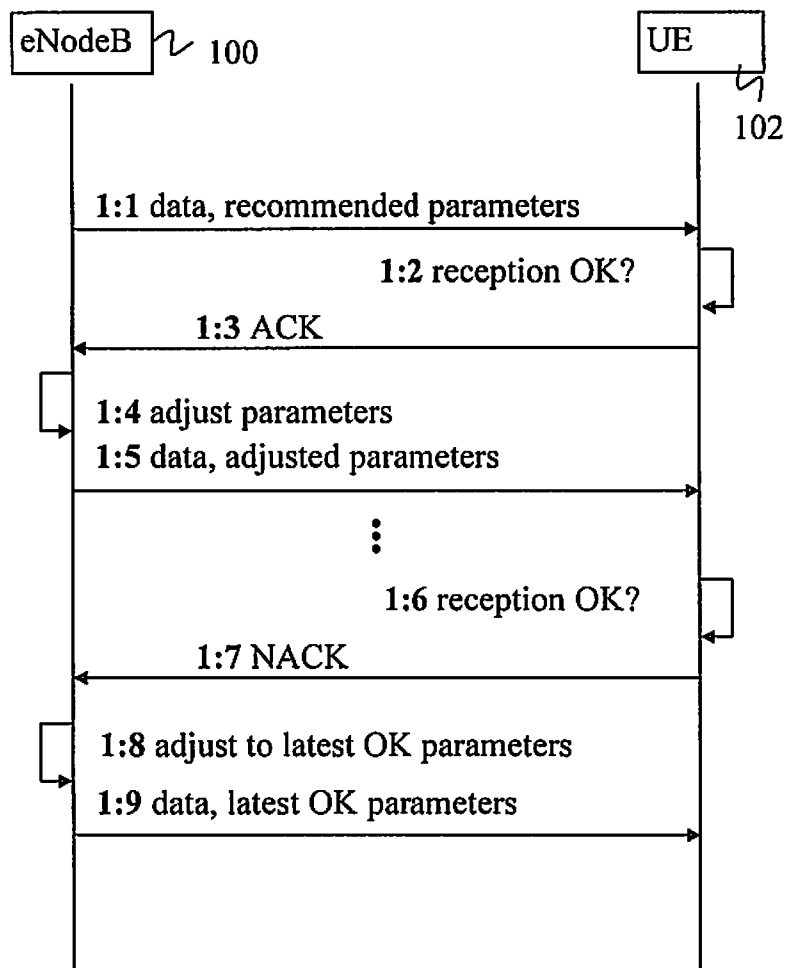 eNodeB
100
UE
102
1:1 data, recommended parameters
1:2 reception OK?
1:3 ACK
1:4 adjust parameters
1:5 data, adjusted parameters
1:6 reception OK?
1:7 NACK
1:8 adjust to latest OK parameters
1:9 data, latest OK parameters